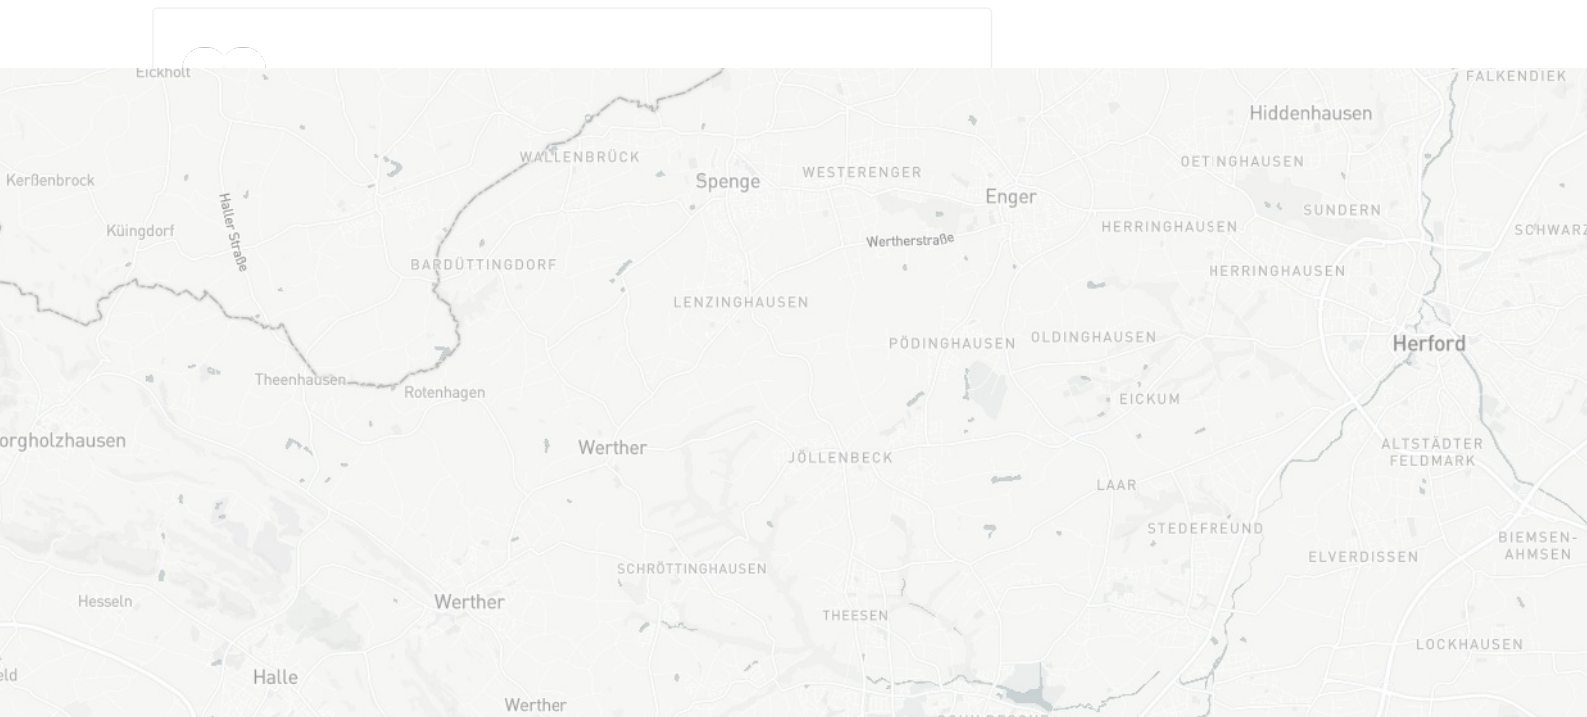 Eickholt
FALKENDIEK
Hiddenhausen
WALLENBRÜCK
OETINGHAUSEN
WESTERENGER
Kerßenbrock
Spenge
Enger
SUNDERN
Haller Straße
Küingdorf
HERRINGHAUSEN
SCHWARZ
Wertherstraße
BARDÜTTINGDORF
HERRINGHAUSEN
LENZINGHAUSEN
PÖDINGHAUSEN
OLDINGHAUSEN
Herford
Theenhausen
Rotenhagen
EICKUM
orgholzhausen
Werther
JÖLLENBECK
ALTSTÄDTER
FELDMARK
LAAR
STEDEFREUND
BIEMSEN-
AHMSEN
ELVERDISSEN
SCHRÖTTINGHAUSEN
Hesseln
Werther
THEESEN
LOCKHAUSEN
eld
Halle
Werther